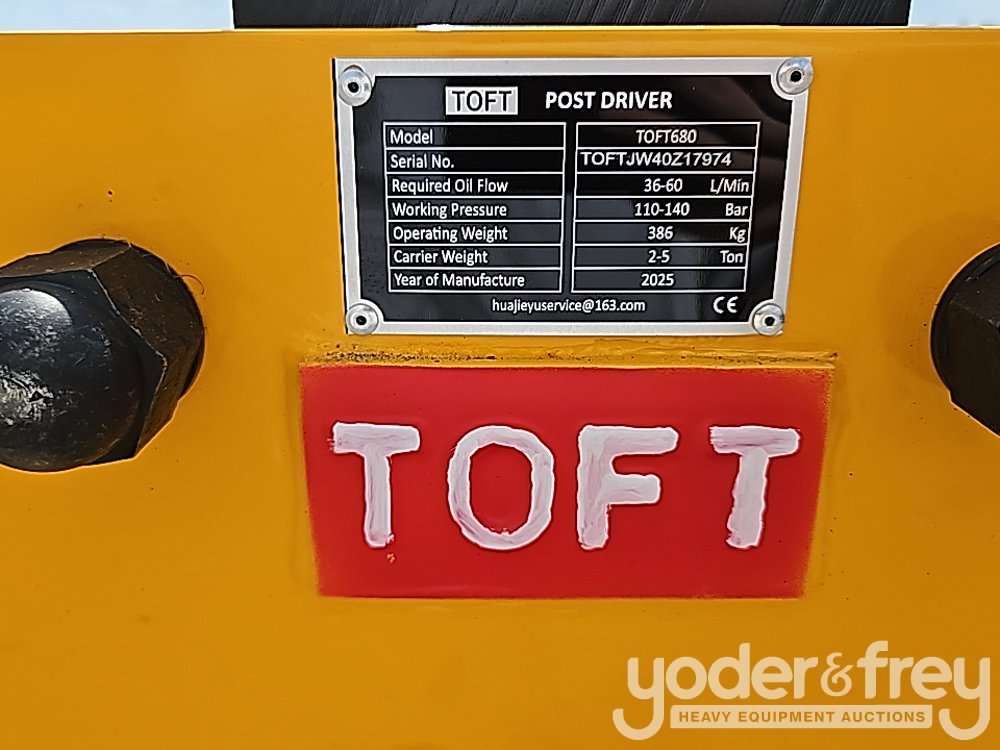 TOFT POST DRIVER
Model TOFT680
Serial No. TOFTJW40Z17974
Required Oil Flow 36-60 L/Min
Working Pressure 110-140 Bar
Operating Weight 386 Kg
Carrier Weight 2-5 Ton
Year of Manufacture 2025
huajieyuservice@163.com CE
TOFT
yoder&frey
HEAVY EQUIPMENT AUCTIONS